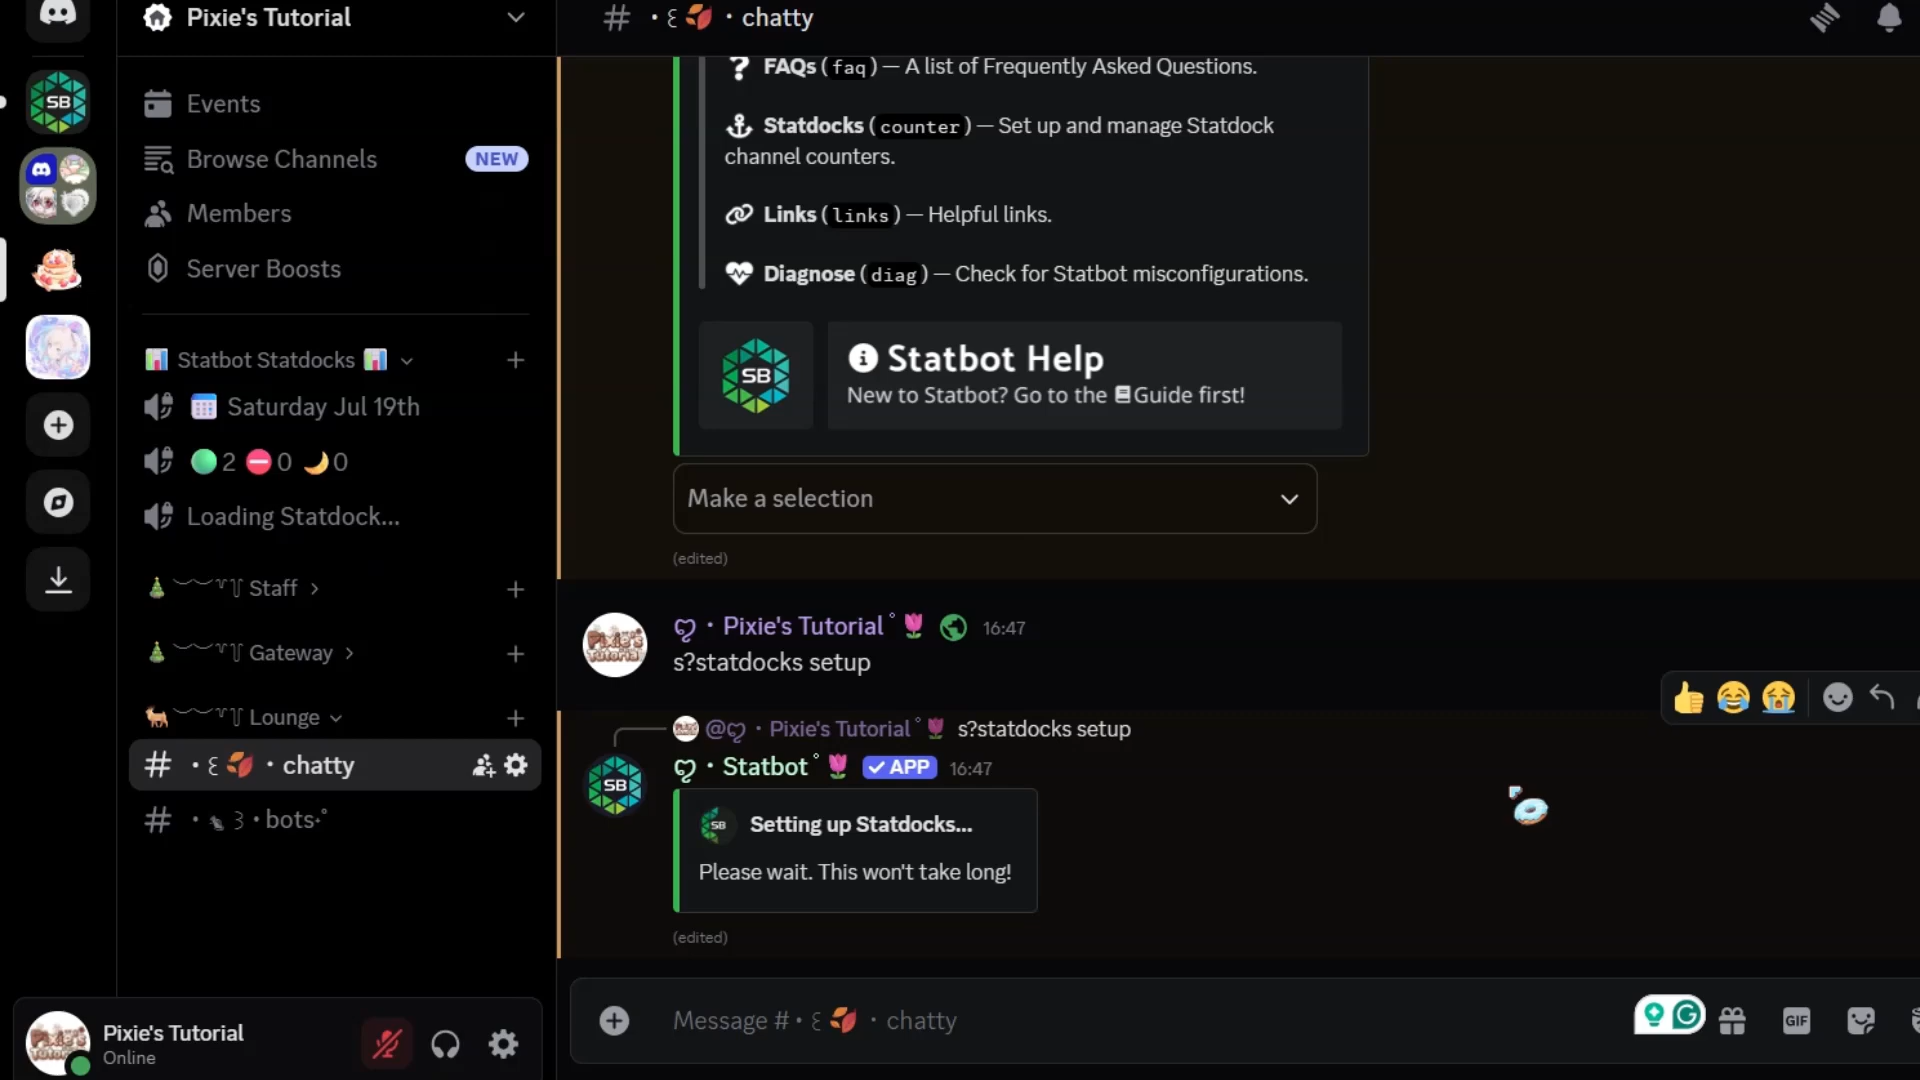 Pixie's Tutorial
Events
Browse Channels
NEW
Members
Server Boosts
📊 Statbot Statdocks 📊
Saturday Jul 19th
2 ⛔0 🌙0
Loading Statdock...
Staff
Gateway
Lounge
# ・꒰🍂・chatty
# ・🐿 ꒱・bots
Pixie's Tutorial
Online
# ・꒰🍂・chatty
FAQs (faq) — A list of Frequently Asked Questions.
Statdocks (counter) — Set up and manage Statdock
channel counters.
Links (links) — Helpful links.
Diagnose (diag) — Check for Statbot misconfigurations.
SB
Statbot Help
New to Statbot? Go to the Guide first!
Make a selection
(edited)
ღ・Pixie's Tutorial˚🌷 16:47
s?statdocks setup
@ღ・Pixie's Tutorial˚🌷 s?statdocks setup
SB
ღ・Statbot˚🌷 ✓ APP 16:47
SB
Setting up Statdocks...
Please wait. This won't take long!
(edited)
Message #・꒰🍂・chatty
GIF
SB